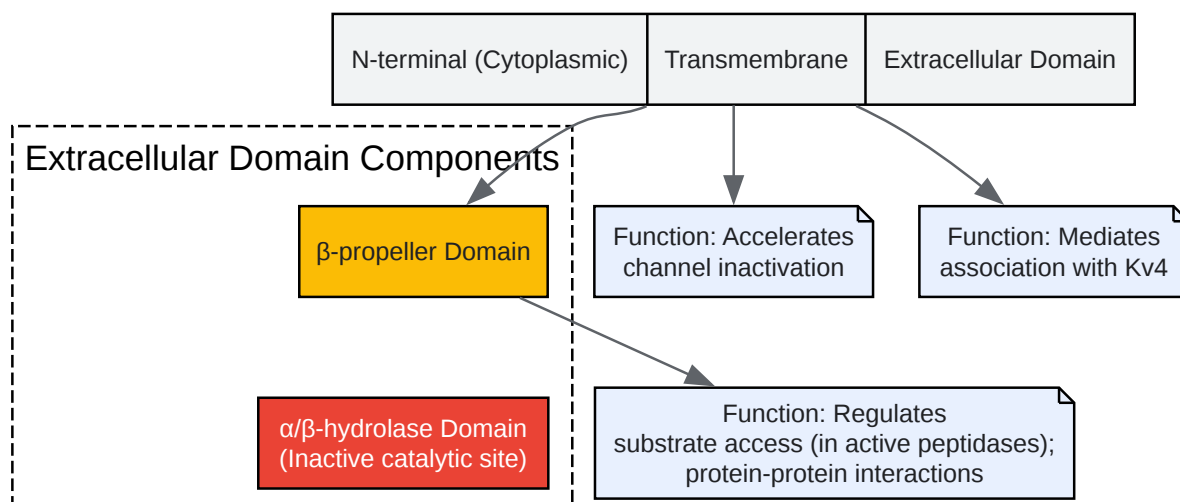 N-terminal (Cytoplasmic)
Transmembrane
Extracellular Domain
Extracellular Domain Components
β-propeller Domain
Function: Accelerates
channel inactivation
Function: Mediates
association with Kv4
α/β-hydrolase Domain
(Inactive catalytic site)
Function: Regulates
substrate access (in active peptidases);
protein-protein interactions